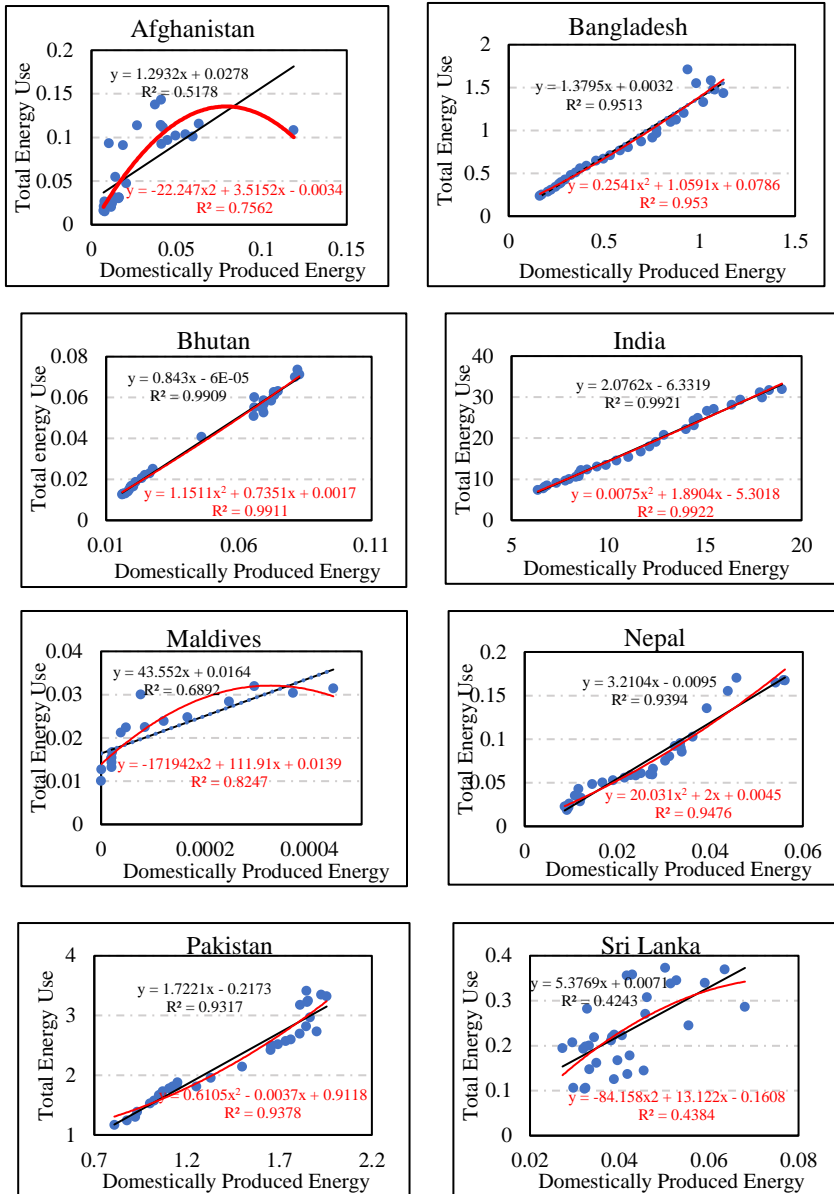 Afghanistan
Total Energy Use
0.2
0.15
0.1
0.05
0
y = 1.2932x + 0.0278
R² = 0.5178
y = -22.247x2 + 3.5152x - 0.0034
R² = 0.7562
0 0.05 0.1 0.15
Domestically Produced Energy
Bangladesh
Total Energy Use
2
1.5
1
0.5
0
y = 1.3795x + 0.0032
R² = 0.9513
y = 0.2541x² + 1.0591x + 0.0786
R² = 0.953
0 0.5 1 1.5
Domestically Produced Energy
Bhutan
Total energy Use
0.08
0.06
0.04
0.02
0
y = 0.843x - 6E-05
R² = 0.9909
y = 1.1511x² + 0.7351x + 0.0017
R² = 0.9911
0.01 0.06 0.11
Domestically Produced Energy
India
Total Energy Use
40
30
20
10
0
y = 2.0762x - 6.3319
R² = 0.9921
y = 0.0075x² + 1.8904x - 5.3018
R² = 0.9922
5 10 15 20
Domestically Produced Energy
Maldives
Total Energy Use
0.04
0.03
0.02
0.01
0
y = 43.552x + 0.0164
R² = 0.6892
y = -171942x2 + 111.91x + 0.0139
R² = 0.8247
0 0.0002 0.0004
Domestically Produced Energy
Nepal
Total Energy Use
0.2
0.15
0.1
0.05
0
y = 3.2104x - 0.0095
R² = 0.9394
y = 20.031x² + 2x + 0.0045
R² = 0.9476
0 0.02 0.04 0.06
Domestically Produced Energy
Pakistan
Total Energy Use
4
3
2
1
y = 1.7221x - 0.2173
R² = 0.9317
y = 0.6105x² - 0.0037x + 0.9118
R² = 0.9378
0.7 1.2 1.7 2.2
Domestically Produced Energy
Sri Lanka
Total Energy Use
0.4
0.3
0.2
0.1
0
y = 5.3769x + 0.0071
R² = 0.4243
y = -84.158x2 + 13.122x - 0.1608
R² = 0.4384
0.02 0.04 0.06 0.08
Domestically Produced Energy